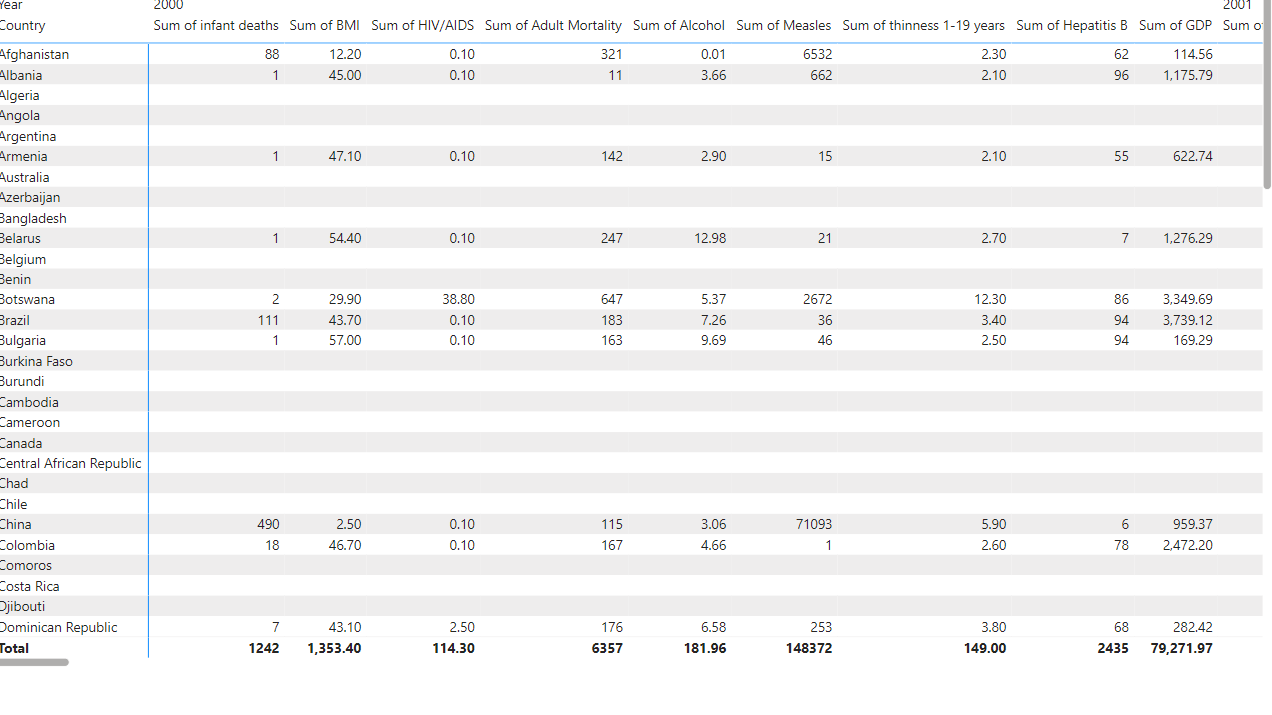 Year 2000 2001
Country Sum of infant deaths Sum of BMI Sum of HIV/AIDS Sum of Adult Mortality Sum of Alcohol Sum of Measles Sum of thinness 1-19 years Sum of Hepatitis B Sum of GDP Sum of
Afghanistan 88 12.20 0.10 321 0.01 6532 2.30 62 114.56
Albania 1 45.00 0.10 11 3.66 662 2.10 96 1,175.79
Algeria
Angola
Argentina
Armenia 1 47.10 0.10 142 2.90 15 2.10 55 622.74
Australia
Azerbaijan
Bangladesh
Belarus 1 54.40 0.10 247 12.98 21 2.70 7 1,276.29
Belgium
Benin
Botswana 2 29.90 38.80 647 5.37 2672 12.30 86 3,349.69
Brazil 111 43.70 0.10 183 7.26 36 3.40 94 3,739.12
Bulgaria 1 57.00 0.10 163 9.69 46 2.50 94 169.29
Burkina Faso
Burundi
Cambodia
Cameroon
Canada
Central African Republic
Chad
Chile
China 490 2.50 0.10 115 3.06 71093 5.90 6 959.37
Colombia 18 46.70 0.10 167 4.66 1 2.60 78 2,472.20
Comoros
Costa Rica
Djibouti
Dominican Republic 7 43.10 2.50 176 6.58 253 3.80 68 282.42
Total 1242 1,353.40 114.30 6357 181.96 148372 149.00 2435 79,271.97